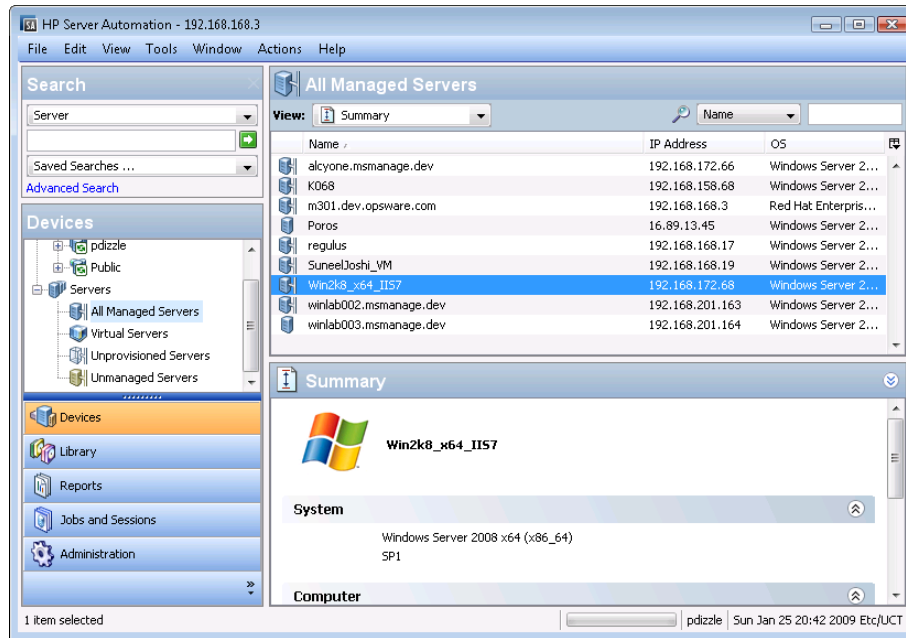 HP Server Automation - 192.168.168.3
File Edit View Tools Window Actions Help
Search
Server
Saved Searches ...
Advanced Search
Devices
pdizzle
Public
Servers
All Managed Servers
Virtual Servers
Unprovisioned Servers
Unmanaged Servers
Devices
Library
Reports
Jobs and Sessions
Administration
All Managed Servers
View: Summary Name
Name IP Address OS
alcyone.msmanage.dev 192.168.172.66 Windows Server 2...
K068 192.168.158.68 Windows Server 2...
m301.dev.opsware.com 192.168.168.3 Red Hat Enterpris...
Poros 16.89.13.45 Windows Server 2...
regulus 192.168.168.17 Windows Server 2...
SuneelJoshi_VM 192.168.168.19 Windows Server 2...
Win2k8_x64_IIS7 192.168.172.68 Windows Server 2...
winlab002.msmanage.dev 192.168.201.163 Windows Server 2...
winlab003.msmanage.dev 192.168.201.164 Windows Server 2...
Summary
Win2k8_x64_IIS7
System
Windows Server 2008 x64 (x86_64)
SP1
Computer
1 item selected pdizzle Sun Jan 25 20:42 2009 Etc/UCT